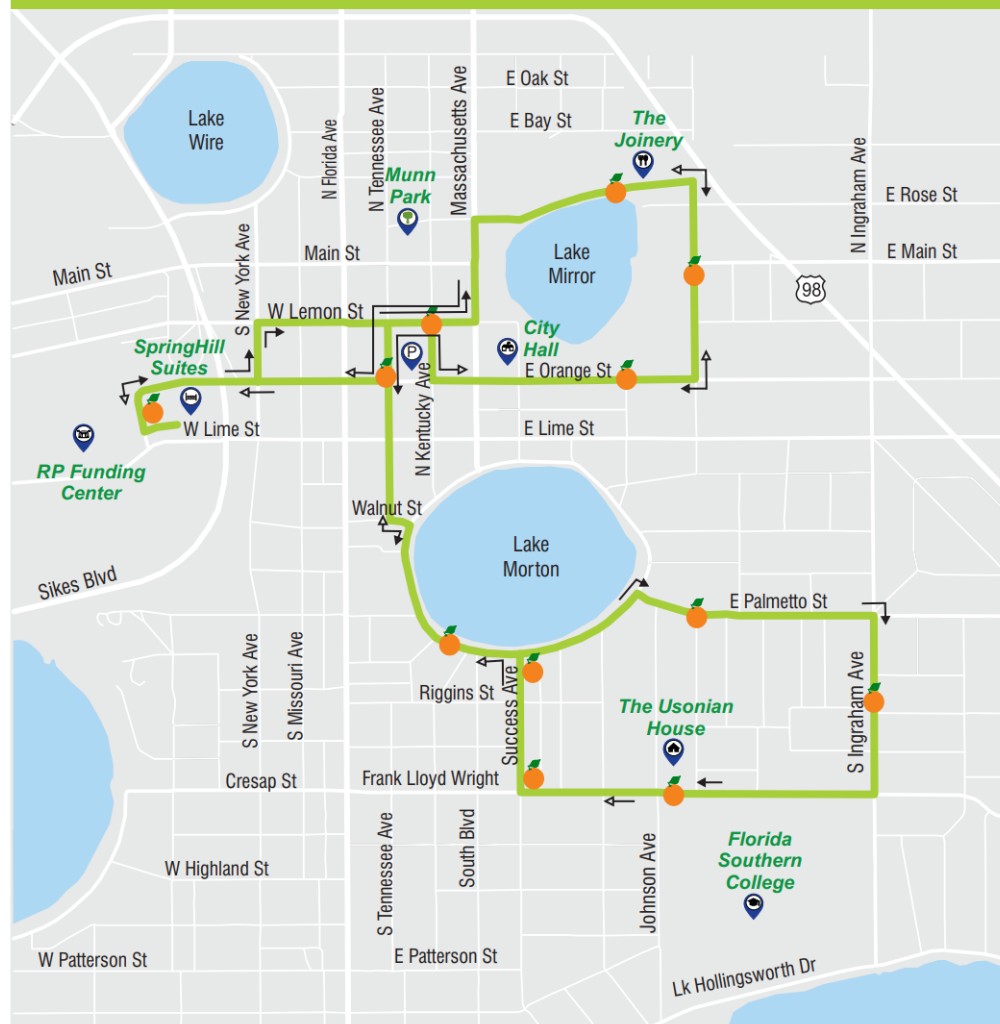 E Oak St
Lake
Wire
E Bay St
The
Joinery
N Florida Ave
N Tennessee Ave
Massachusetts Ave
Munn
Park
N Ingraham Ave
E Rose St
Main St
Lake
Mirror
E Main St
Main St
S New York Ave
98
W Lemon St
SpringHill
Suites
P
City
Hall
E Orange St
W Lime St
N Kentucky Ave
E Lime St
RP Funding
Center
Walnut St
Lake
Morton
Sikes Blvd
E Palmetto St
S New York Ave
S Missouri Ave
Riggins St
Success Ave
The Usonian
House
S Ingraham Ave
Cresap St
Frank Lloyd Wright
S Tennessee Ave
South Blvd
Johnson Ave
Florida
Southern
College
W Highland St
W Patterson St
E Patterson St
Lk Hollingsworth Dr